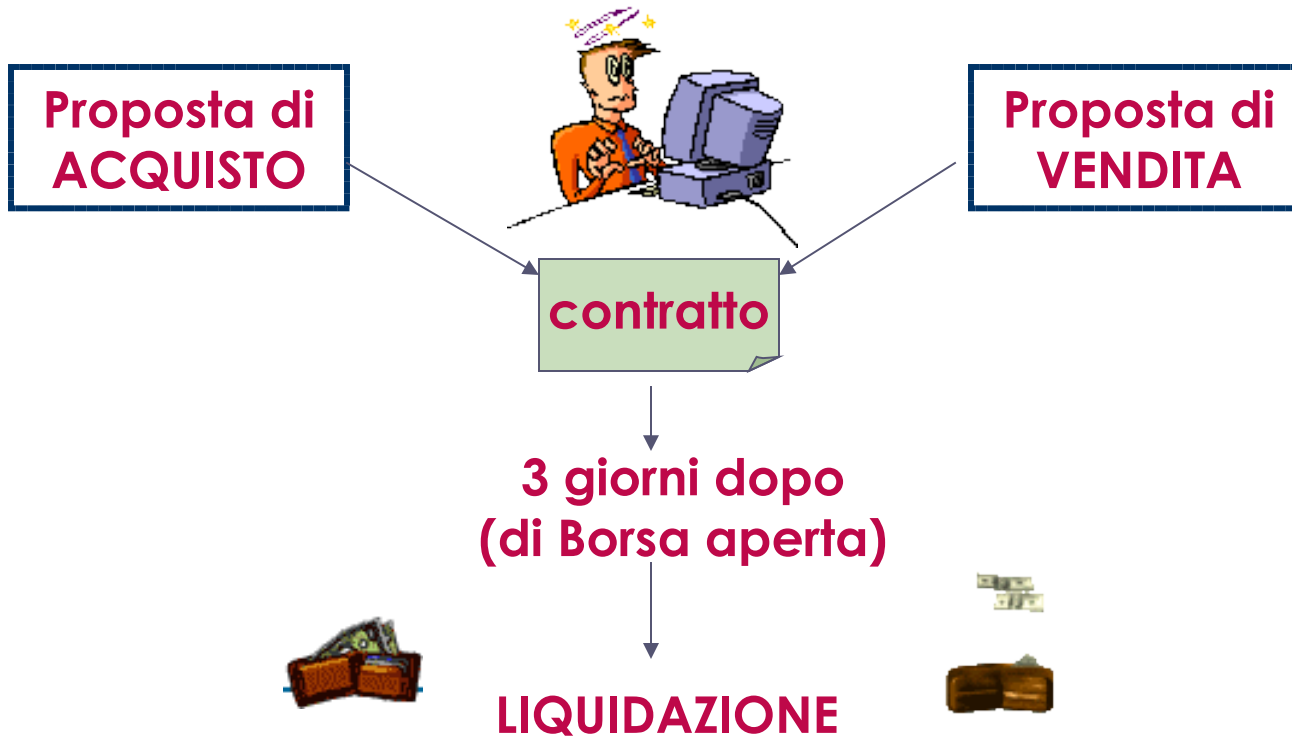 Proposta di
ACQUISTO
Proposta di
VENDITA
contratto
3 giorni dopo
(di Borsa aperta)
LIQUIDAZIONE